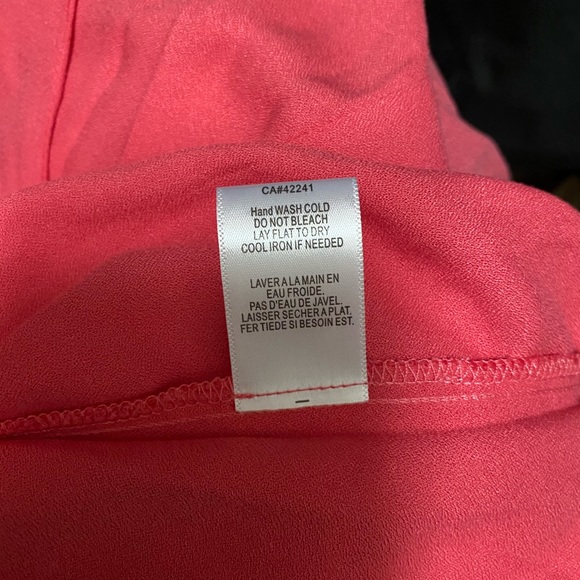 CA#42241
Hand WASH COLD
DO NOT BLEACH
LAY FLAT TO DRY
COOL IRON IF NEEDED
LAVER A LA MAIN EN
EAU FROIDE.
PAS D'EAU DE JAVEL.
LAISSER SECHER A PLAT.
FER TIEDE SI BESOIN EST.